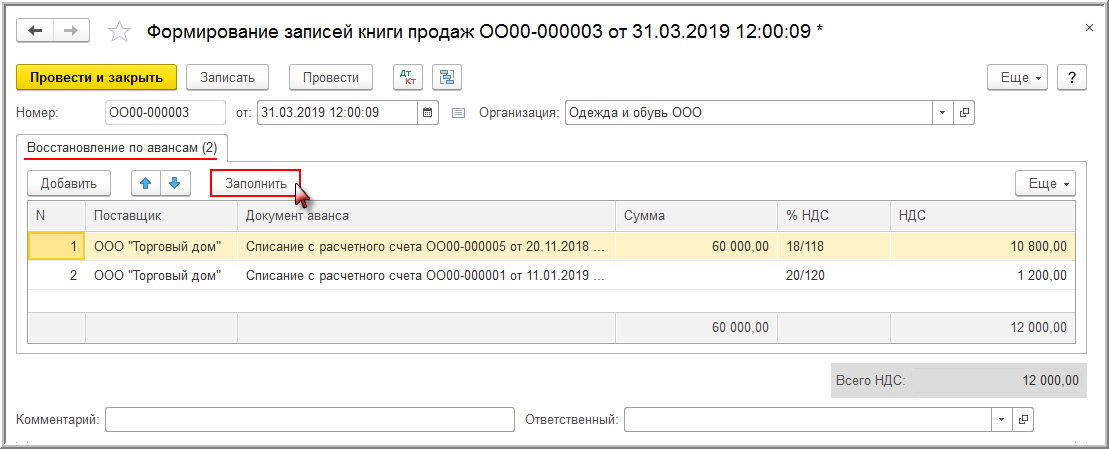 Формирование записей книги продаж ОО00-000003 от 31.03.2019 12:00:09 *
Провести и закрыть Записать Провести Дт Кт Еще ?
Номер: ОО00-000003 от: 31.03.2019 12:00:09 Организация: Одежда и обувь ООО
Восстановление по авансам (2)
Добавить Заполнить Еще
N Поставщик Документ аванса Сумма % НДС НДС
1 ООО "Торговый дом" Списание с расчетного счета ОО00-000005 от 20.11.2018 ... 60 000,00 18/118 10 800,00
2 ООО "Торговый дом" Списание с расчетного счета ОО00-000001 от 11.01.2019 ... 20/120 1 200,00
60 000,00 12 000,00
Всего НДС: 12 000,00
Комментарий: Ответственный: